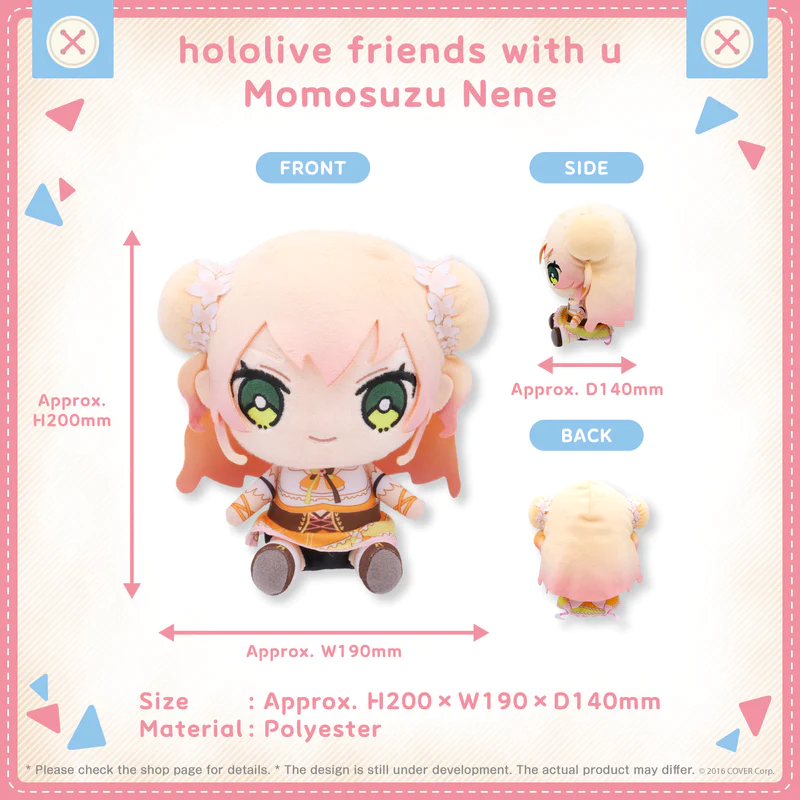 hololive friends with u
Momosuzu Nene
FRONT
SIDE
Approx.
H200mm
Approx. D140mm
BACK
Approx. W190mm
Size : Approx. H200×W190×D140mm
Material : Polyester
* Please check the shop page for details. * The design is still under development. The actual product may differ. © 2016 COVER Corp.